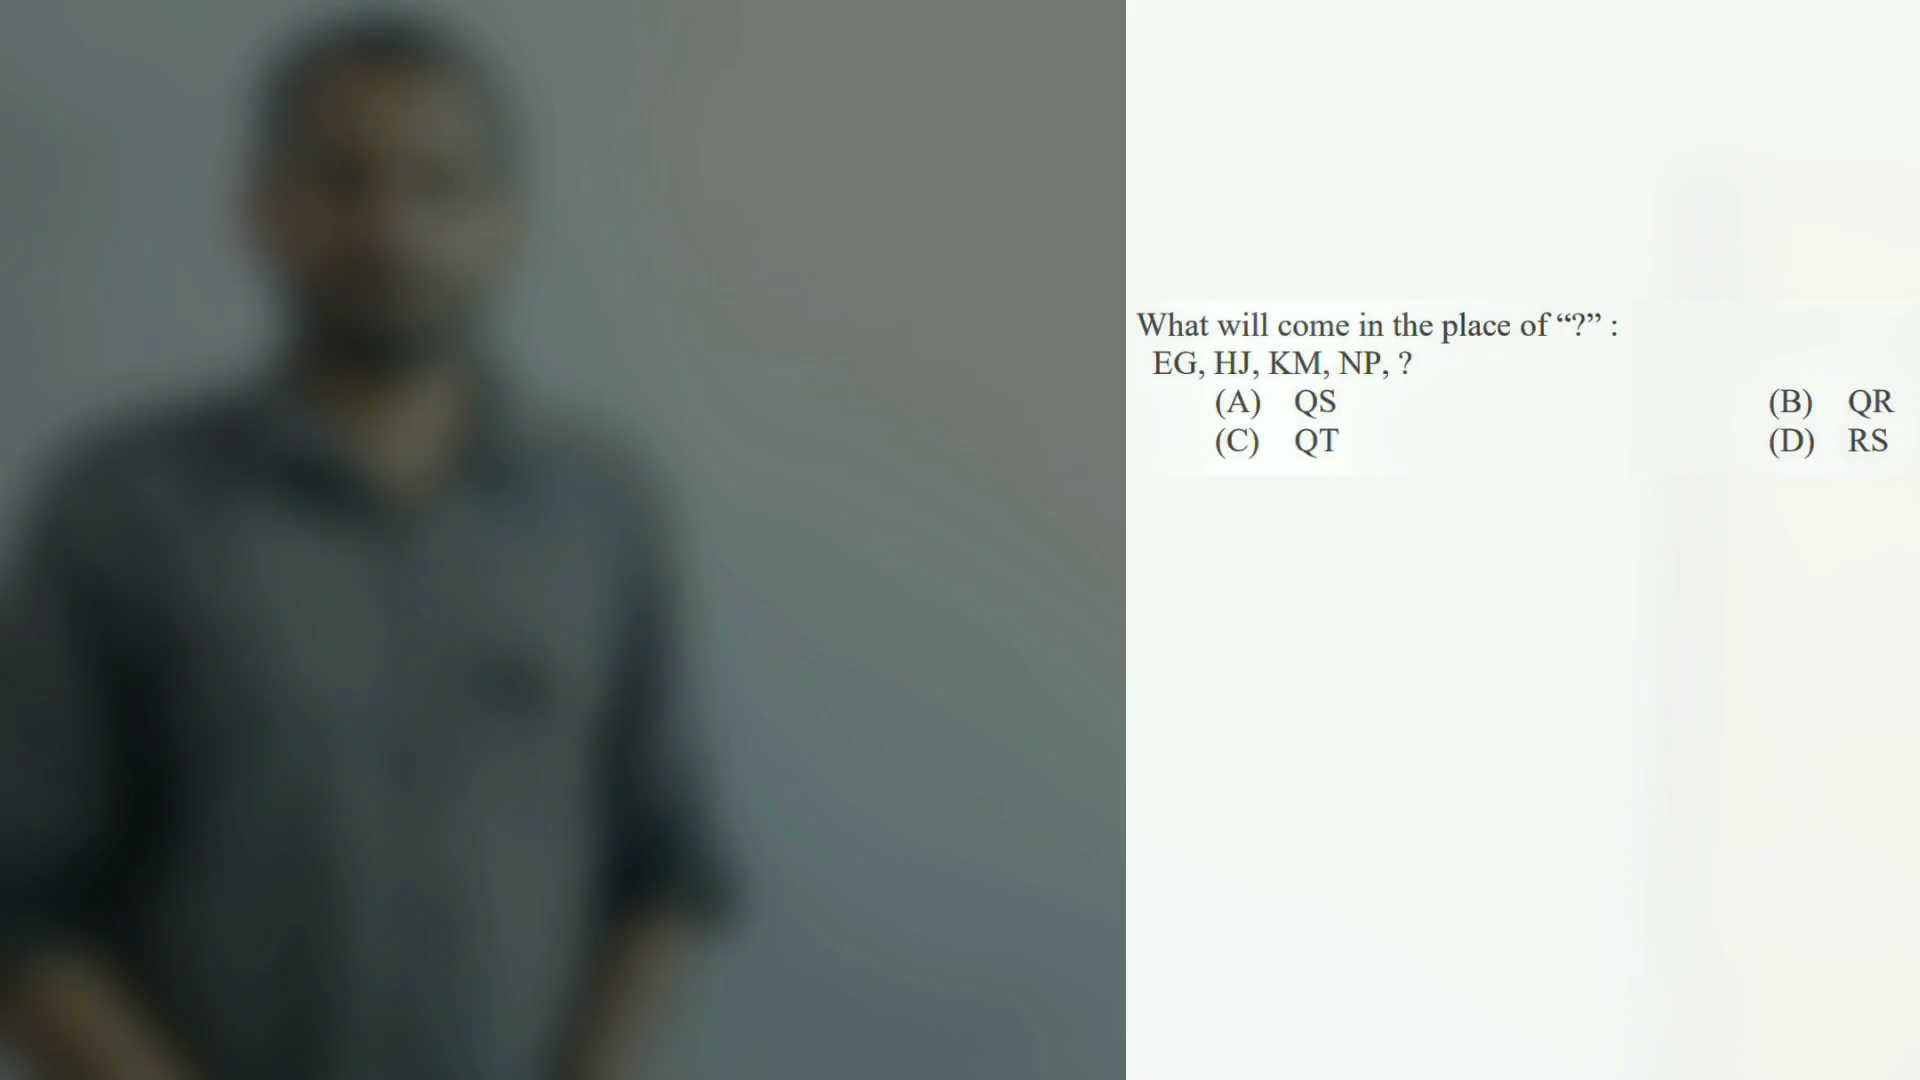 What will come in the place of “?” :
EG, HJ, KM, NP, ?
(A) QS (B) QR
(C) QT (D) RS